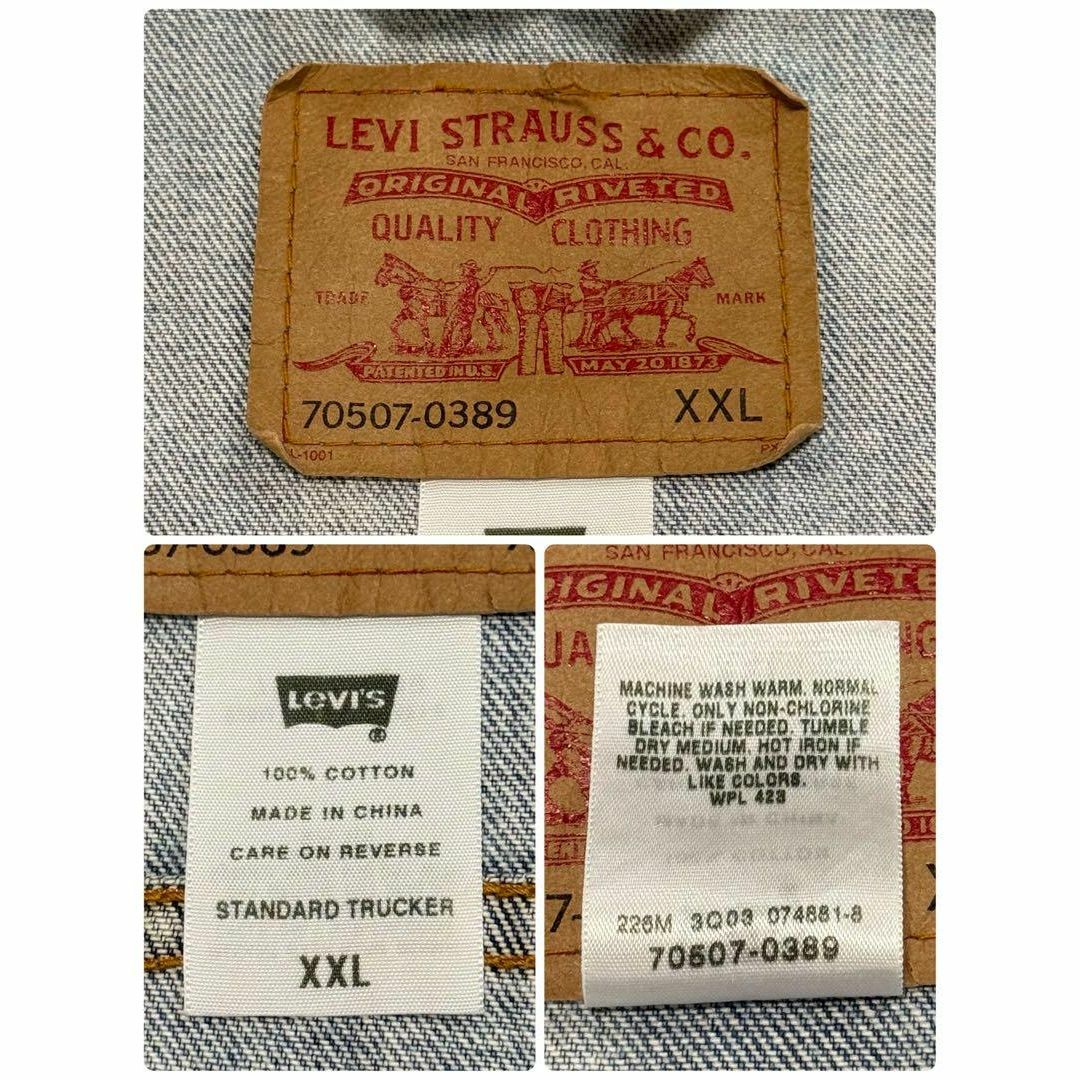 LEVI STRAUSS & CO.
SAN FRANCISCO, CAL.
ORIGINAL RIVETED
QUALITY CLOTHING
TRADE MARK
PATENTED IN U.S. MAY 20 1873
70507-0389 XXL
L-1001
LEVI'S
®
100% COTTON
MADE IN CHINA
CARE ON REVERSE
STANDARD TRUCKER
XXL
SAN FRANCISCO, CAL.
RIGINAL RIVETE
MACHINE WASH WARM. NORMAL
CYCLE. ONLY NON-CHLORINE
BLEACH IF NEEDED. TUMBLE
DRY MEDIUM. HOT IRON IF
NEEDED. WASH AND DRY WITH
LIKE COLORS.
WPL 423
226M 3Q03 074881-8
70507-0389